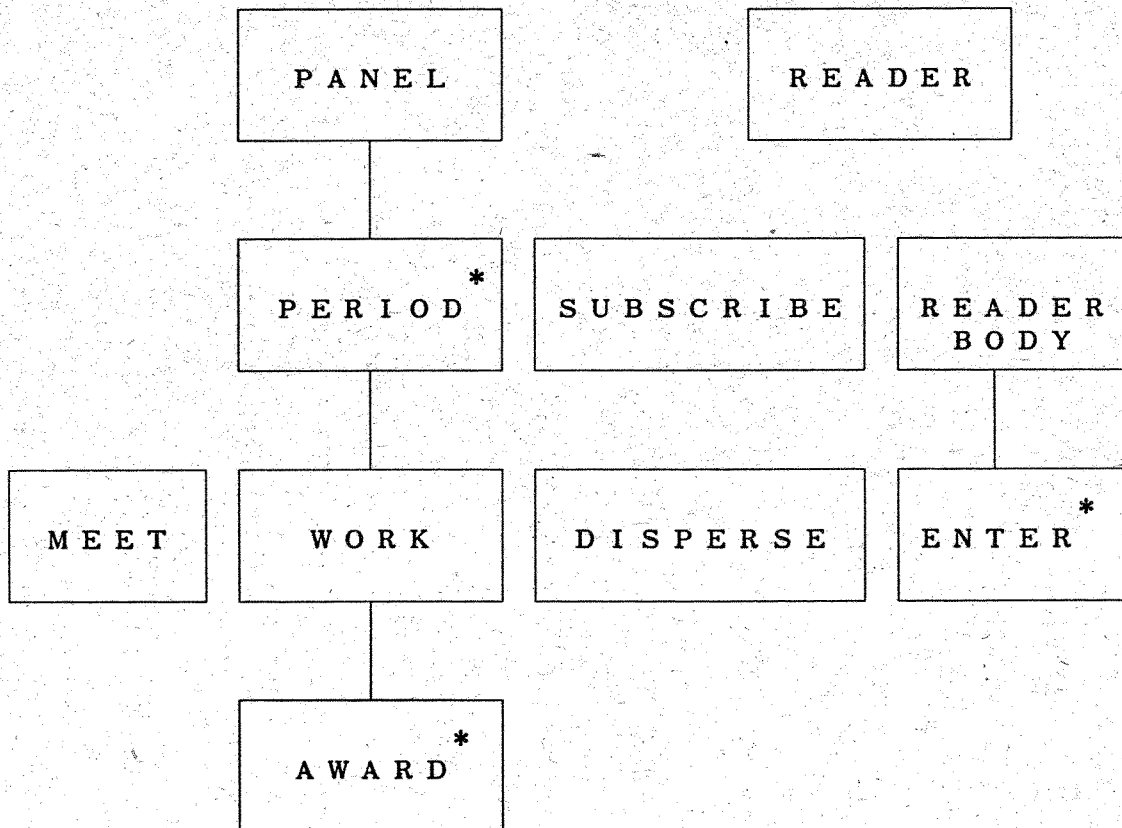 PANEL
READER
PERIOD*
SUBSCRIBE
READER
BODY
MEET
WORK
DISPERSE
ENTER*
AWARD*